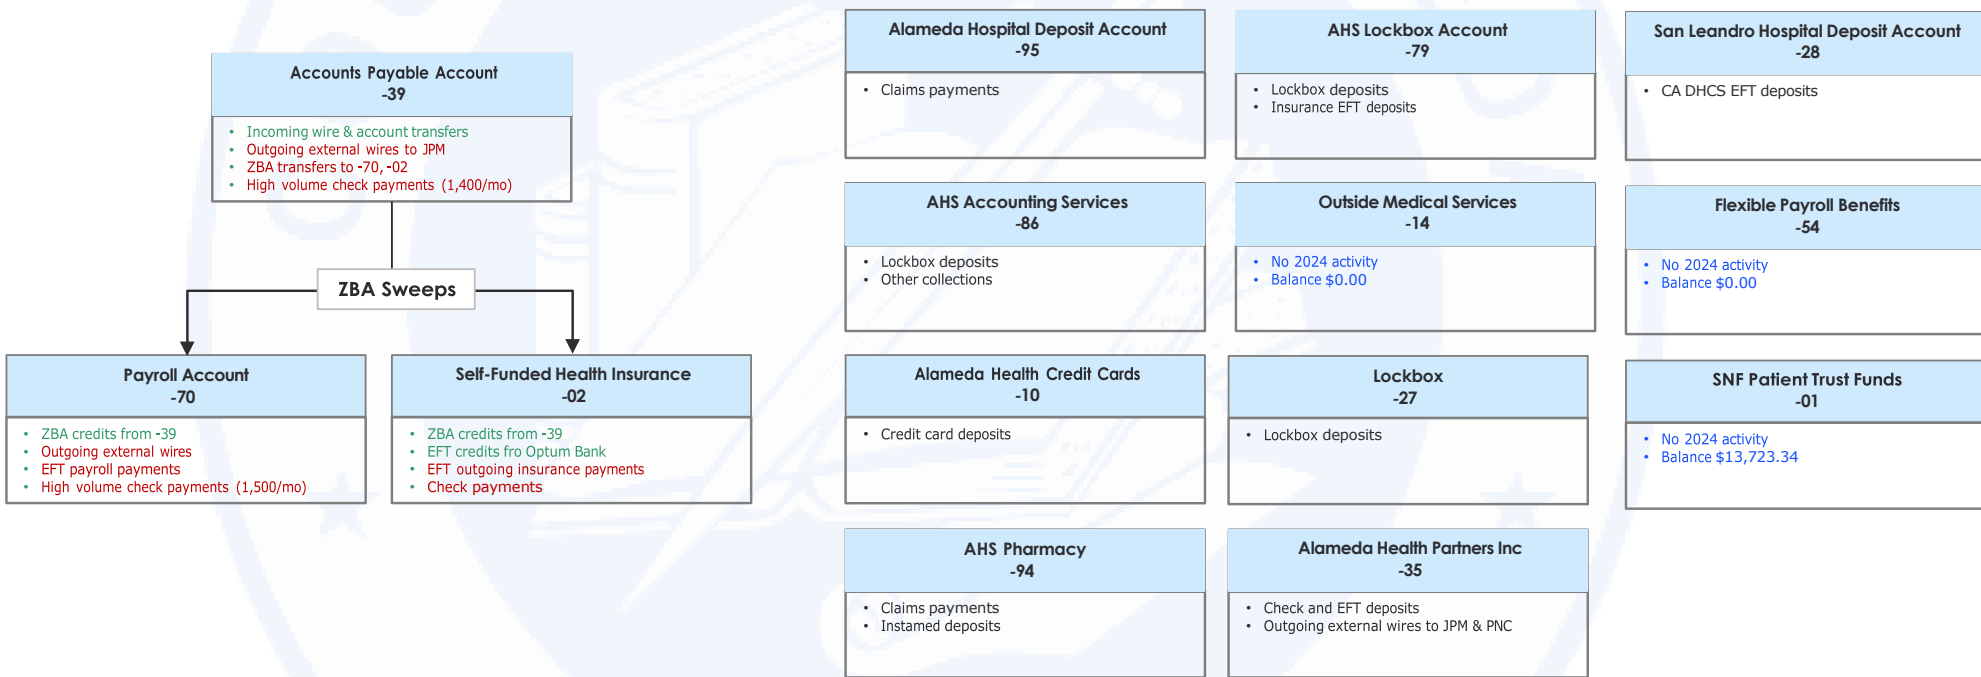 Accounts Payable Account
-39
• Incoming wire & account transfers
• Outgoing external wires to JPM
• ZBA transfers to -70, -02
• High volume check payments (1,400/mo)
ZBA Sweeps
Payroll Account
-70
• ZBA credits from -39
• Outgoing external wires
• EFT payroll payments
• High volume check payments (1,500/mo)
Self-Funded Health Insurance
-02
• ZBA credits from -39
• EFT credits fro Optum Bank
• EFT outgoing insurance payments
• Check payments
Alameda Hospital Deposit Account
-95
• Claims payments
AHS Lockbox Account
-79
• Lockbox deposits
• Insurance EFT deposits
San Leandro Hospital Deposit Account
-28
• CA DHCS EFT deposits
AHS Accounting Services
-86
• Lockbox deposits
• Other collections
Outside Medical Services
-14
• No 2024 activity
• Balance $0.00
Flexible Payroll Benefits
-54
• No 2024 activity
• Balance $0.00
Alameda Health Credit Cards
-10
• Credit card deposits
Lockbox
-27
• Lockbox deposits
SNF Patient Trust Funds
-01
• No 2024 activity
• Balance $13,723.34
AHS Pharmacy
-94
• Claims payments
• Instamed deposits
Alameda Health Partners Inc
-35
• Check and EFT deposits
• Outgoing external wires to JPM & PNC